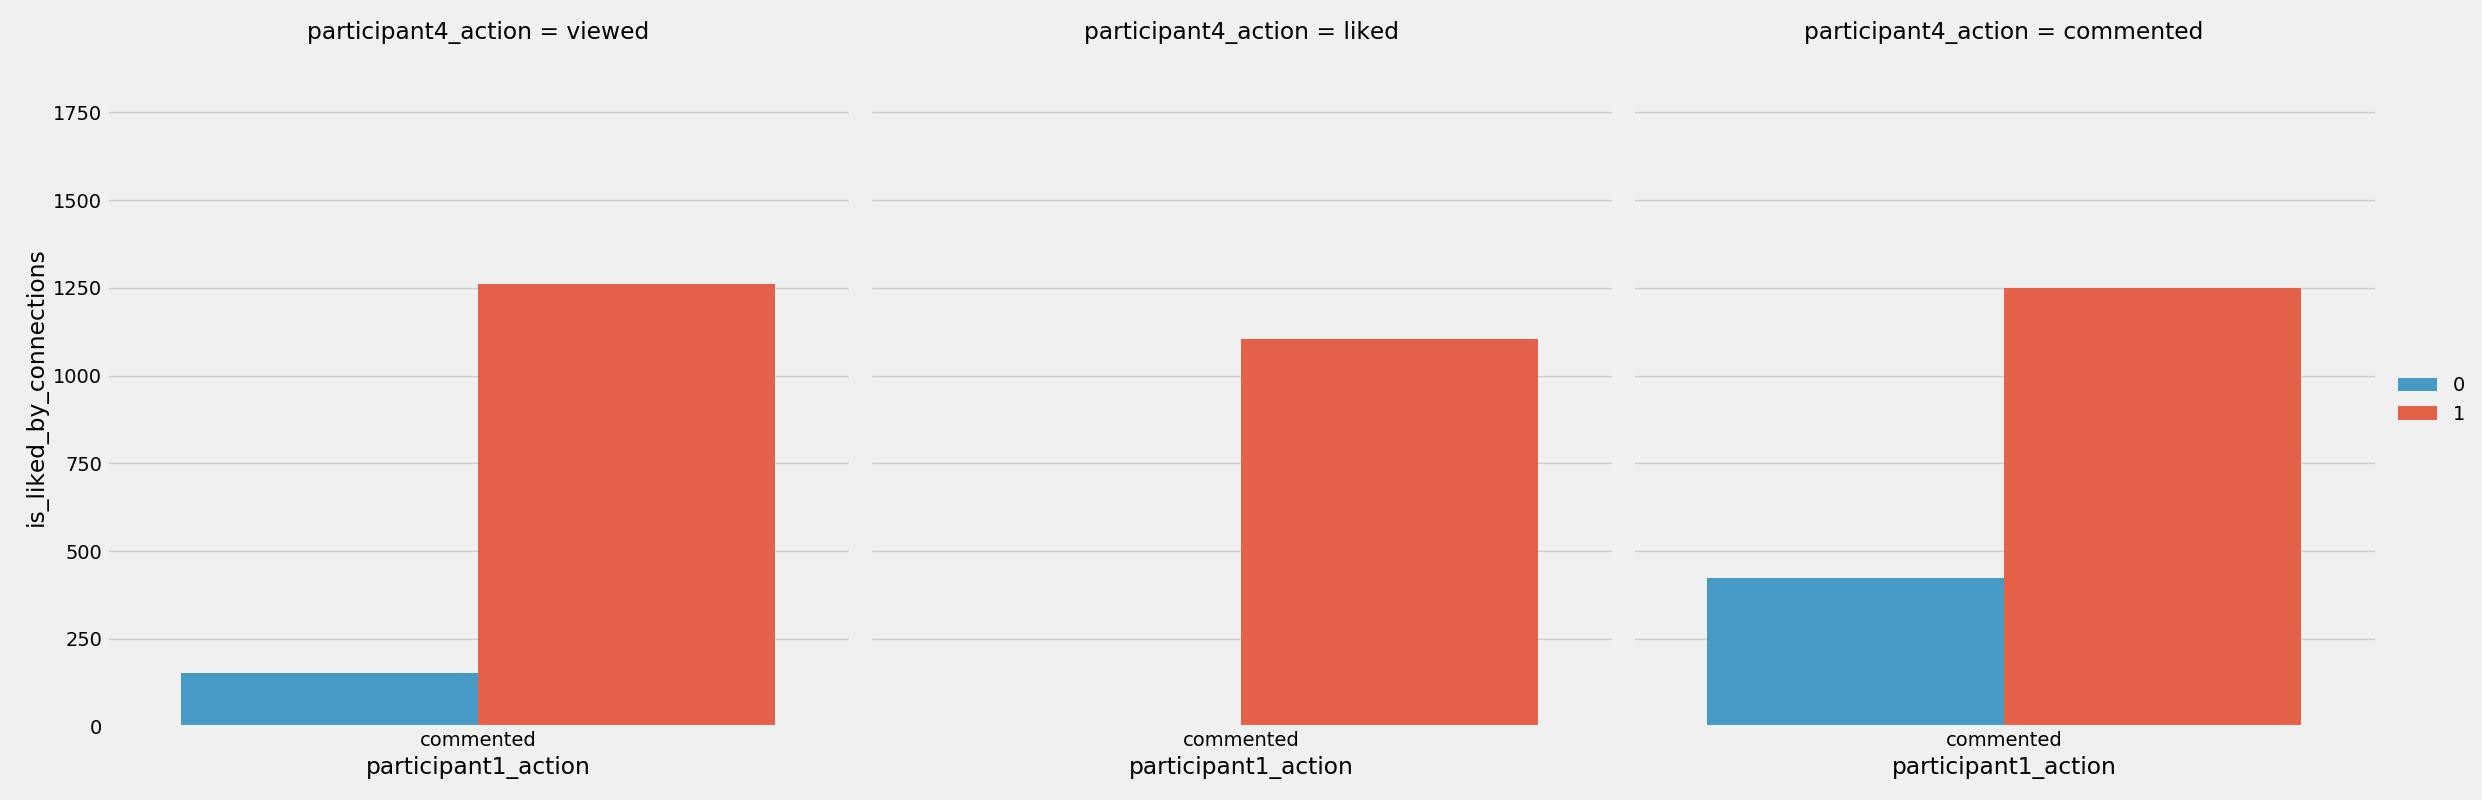 participant4_action = viewed
participant4_action = liked
participant4_action = commented
is_liked_by_connections
1750
1500
1250
1000
750
500
250
0
commented
participant1_action
commented
participant1_action
commented
participant1_action
0
1